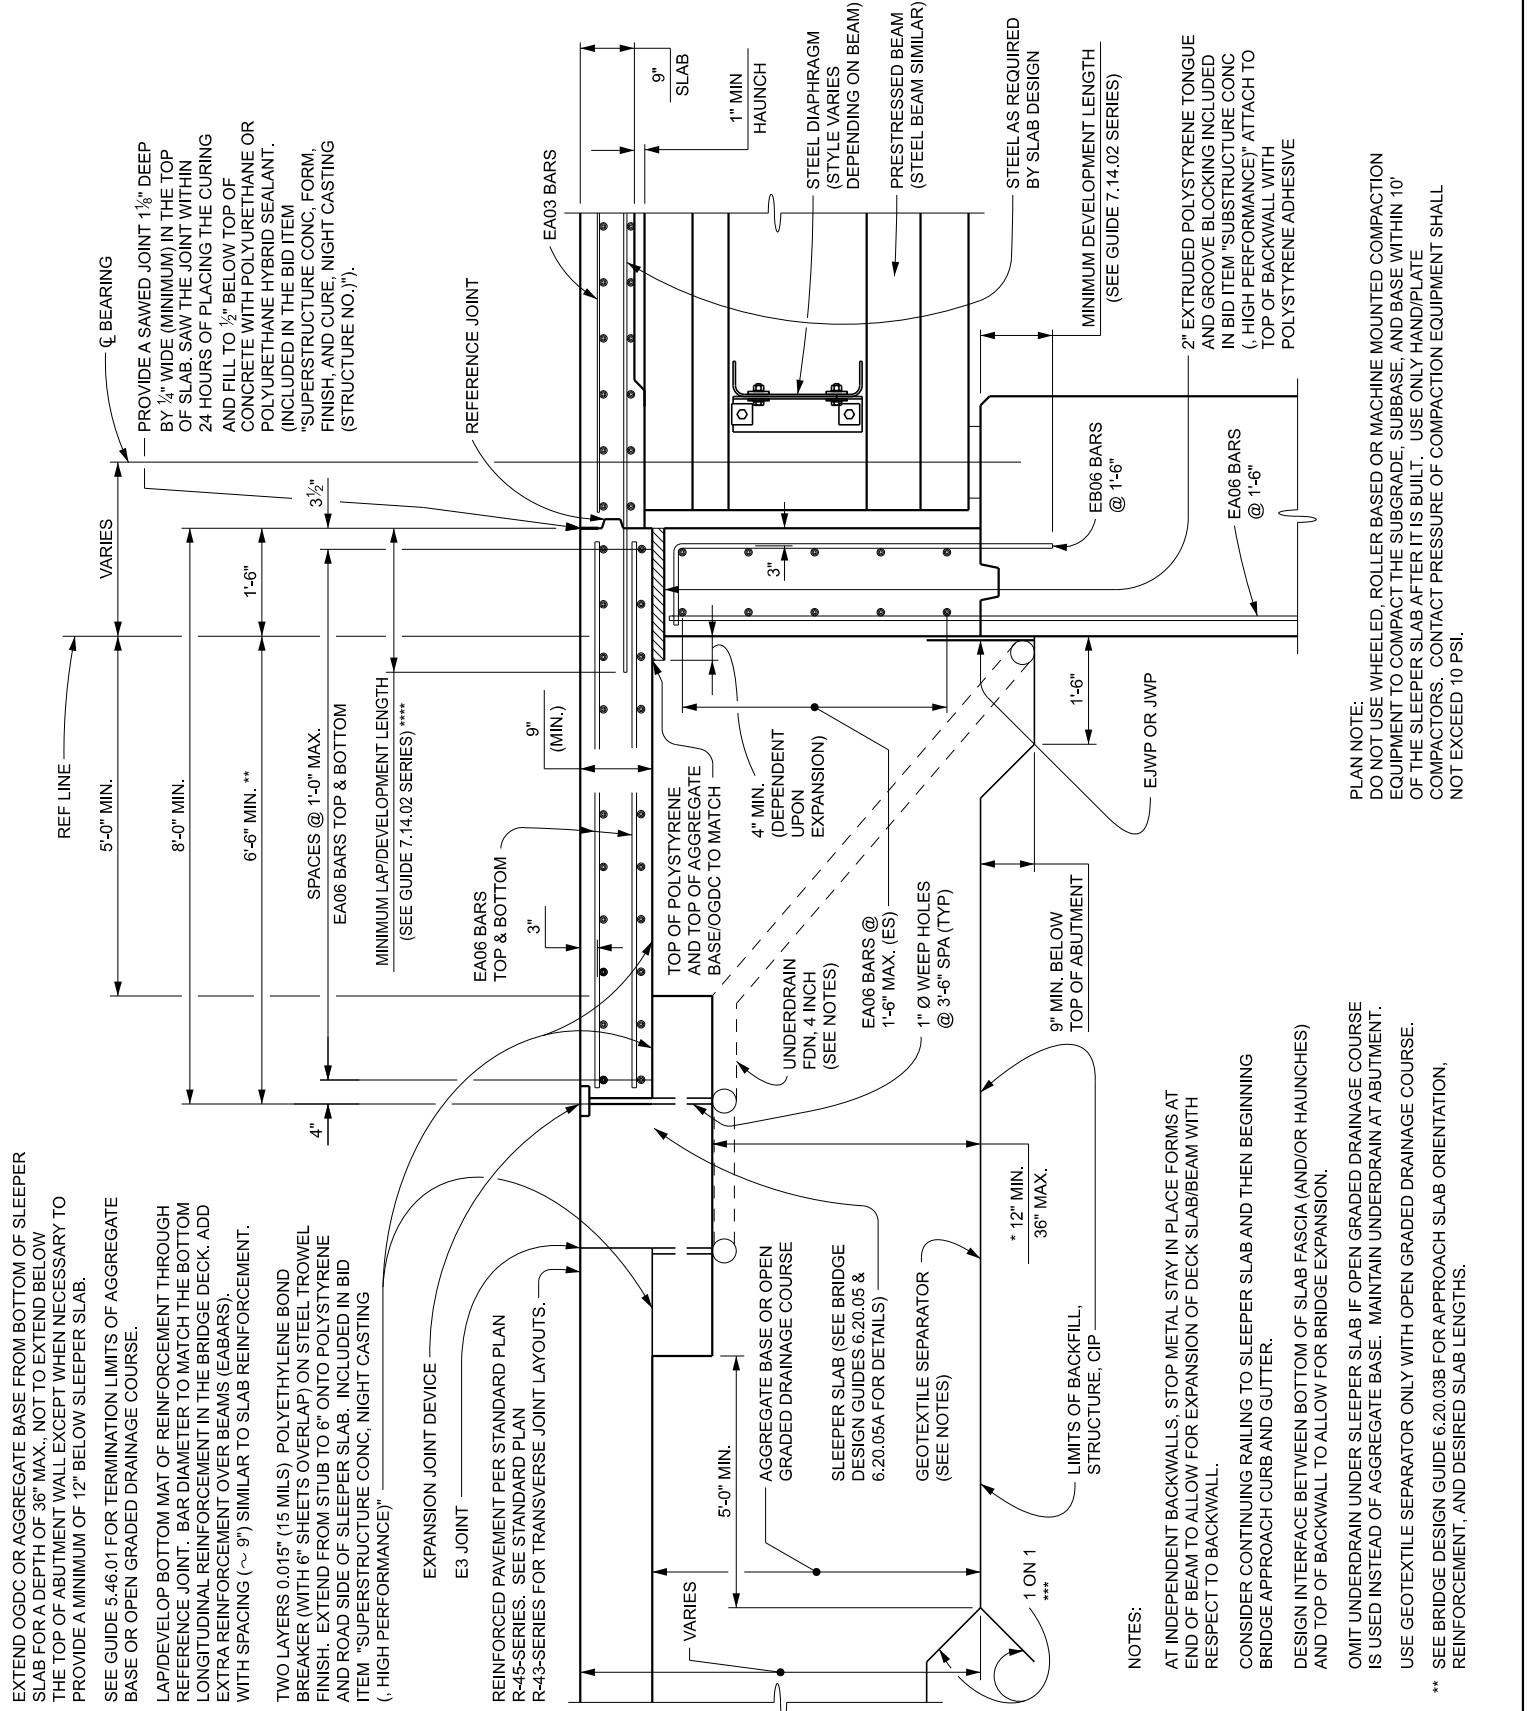 EXTEND OGDC OR AGGREGATE BASE FROM BOTTOM OF SLEEPER
SLAB FOR A DEPTH OF 36" MAX., NOT TO EXTEND BELOW
THE TOP OF ABUTMENT WALL EXCEPT WHEN NECESSARY TO
PROVIDE A MINIMUM OF 12" BELOW SLEEPER SLAB.
SEE GUIDE 5.46.01 FOR TERMINATION LIMITS OF AGGREGATE
BASE OR OPEN GRADED DRAINAGE COURSE.
LAP/DEVELOP BOTTOM MAT OF REINFORCEMENT THROUGH
REFERENCE JOINT. BAR DIAMETER TO MATCH THE BOTTOM
LONGITUDINAL REINFORCEMENT IN THE BRIDGE DECK. ADD
EXTRA REINFORCEMENT OVER BEAMS (EABARS).
WITH SPACING (~ 9") SIMILAR TO SLAB REINFORCEMENT.
TWO LAYERS 0.015" (15 MILS) POLYETHYLENE BOND
BREAKER (WITH 6" SHEETS OVERLAP) ON STEEL TROWEL
FINISH. EXTEND FROM STUB TO 6" ONTO POLYSTYRENE
AND ROAD SIDE OF SLEEPER SLAB. INCLUDED IN BID
ITEM "SUPERSTRUCTURE CONC, NIGHT CASTING
(, HIGH PERFORMANCE)"
EXPANSION JOINT DEVICE
E3 JOINT
REINFORCED PAVEMENT PER STANDARD PLAN
R-45-SERIES. SEE STANDARD PLAN
R-43-SERIES FOR TRANSVERSE JOINT LAYOUTS.
REF LINE
5'-0" MIN.
VARIES
℄ BEARING
8'-0" MIN.
6'-6" MIN. **
1'-6"
4"
SPACES @ 1'-0" MAX.
EA06 BARS TOP & BOTTOM
3½"
MINIMUM LAP/DEVELOPMENT LENGTH
(SEE GUIDE 7.14.02 SERIES) ****
PROVIDE A SAWED JOINT 1⅛" DEEP
BY ¼" WIDE (MINIMUM) IN THE TOP
OF SLAB. SAW THE JOINT WITHIN
24 HOURS OF PLACING THE CURING
AND FILL TO ½" BELOW TOP OF
CONCRETE WITH POLYURETHANE OR
POLYURETHANE HYBRID SEALANT.
(INCLUDED IN THE BID ITEM
"SUPERSTRUCTURE CONC, FORM,
FINISH, AND CURE, NIGHT CASTING
(STRUCTURE NO.)").
REFERENCE JOINT
EA03 BARS
9"
SLAB
1" MIN
HAUNCH
EA06 BARS
TOP & BOTTOM
3"
9"
(MIN.)
STEEL DIAPHRAGM
(STYLE VARIES
DEPENDING ON BEAM)
PRESTRESSED BEAM
(STEEL BEAM SIMILAR)
STEEL AS REQUIRED
BY SLAB DESIGN
MINIMUM DEVELOPMENT LENGTH
(SEE GUIDE 7.14.02 SERIES)
2" EXTRUDED POLYSTYRENE TONGUE
AND GROOVE BLOCKING INCLUDED
IN BID ITEM "SUBSTRUCTURE CONC
(, HIGH PERFORMANCE)" ATTACH TO
TOP OF BACKWALL WITH
POLYSTYRENE ADHESIVE
TOP OF POLYSTYRENE
AND TOP OF AGGREGATE
BASE/OGDC TO MATCH
4" MIN.
(DEPENDENT
UPON
EXPANSION)
3"
UNDERDRAIN
FDN, 4 INCH
(SEE NOTES)
EA06 BARS @
1'-6" MAX. (ES)
1" Ø WEEP HOLES
@ 3'-6" SPA (TYP)
EB06 BARS
@ 1'-6"
EA06 BARS
@ 1'-6"
5'-0" MIN.
AGGREGATE BASE OR OPEN
GRADED DRAINAGE COURSE
SLEEPER SLAB (SEE BRIDGE
DESIGN GUIDES 6.20.05 &
6.20.05A FOR DETAILS)
GEOTEXTILE SEPARATOR
(SEE NOTES)
* 12" MIN.
36" MAX.
9" MIN. BELOW
TOP OF ABUTMENT
1'-6"
EJWP OR JWP
VARIES
1 ON 1
***
LIMITS OF BACKFILL,
STRUCTURE, CIP
NOTES:
AT INDEPENDENT BACKWALLS, STOP METAL STAY IN PLACE FORMS AT
END OF BEAM TO ALLOW FOR EXPANSION OF DECK SLAB/BEAM WITH
RESPECT TO BACKWALL.
CONSIDER CONTINUING RAILING TO SLEEPER SLAB AND THEN BEGINNING
BRIDGE APPROACH CURB AND GUTTER.
DESIGN INTERFACE BETWEEN BOTTOM OF SLAB FASCIA (AND/OR HAUNCHES)
AND TOP OF BACKWALL TO ALLOW FOR BRIDGE EXPANSION.
OMIT UNDERDRAIN UNDER SLEEPER SLAB IF OPEN GRADED DRAINAGE COURSE
IS USED INSTEAD OF AGGREGATE BASE. MAINTAIN UNDERDRAIN AT ABUTMENT.
USE GEOTEXTILE SEPARATOR ONLY WITH OPEN GRADED DRAINAGE COURSE.
** SEE BRIDGE DESIGN GUIDE 6.20.03B FOR APPROACH SLAB ORIENTATION,
REINFORCEMENT, AND DESIRED SLAB LENGTHS.
PLAN NOTE:
DO NOT USE WHEELED, ROLLER BASED OR MACHINE MOUNTED COMPACTION
EQUIPMENT TO COMPACT THE SUBGRADE, SUBBASE, AND BASE WITHIN 10'
OF THE SLEEPER SLAB AFTER IT IS BUILT. USE ONLY HAND/PLATE
COMPACTORS. CONTACT PRESSURE OF COMPACTION EQUIPMENT SHALL
NOT EXCEED 10 PSI.